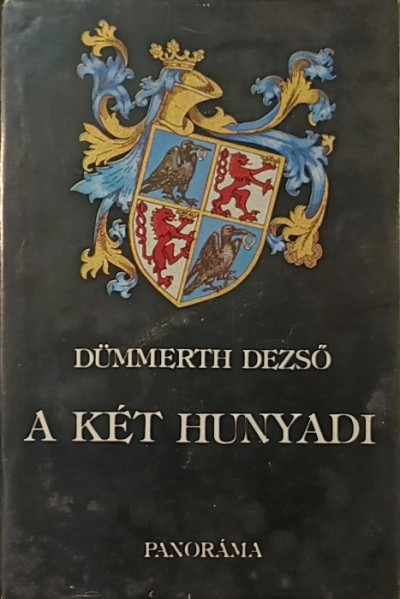 DÜMMERTH DEZSŐ
A KÉT HUNYADI
PANORÁMA